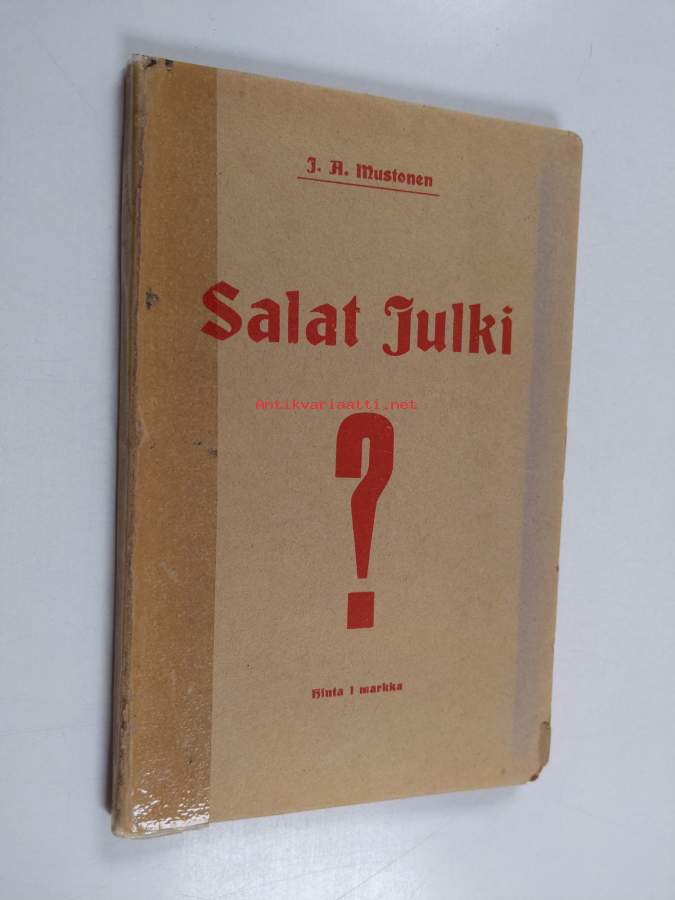 J. A. Mustonen
Salat Julki
Antikvariaatti.net
?
Hinta 1 markka